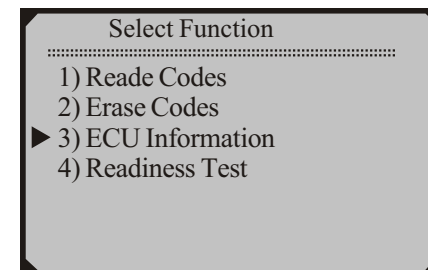 Select Function
1) Reade Codes
2) Erase Codes
3) ECU Information
4) Readiness Test